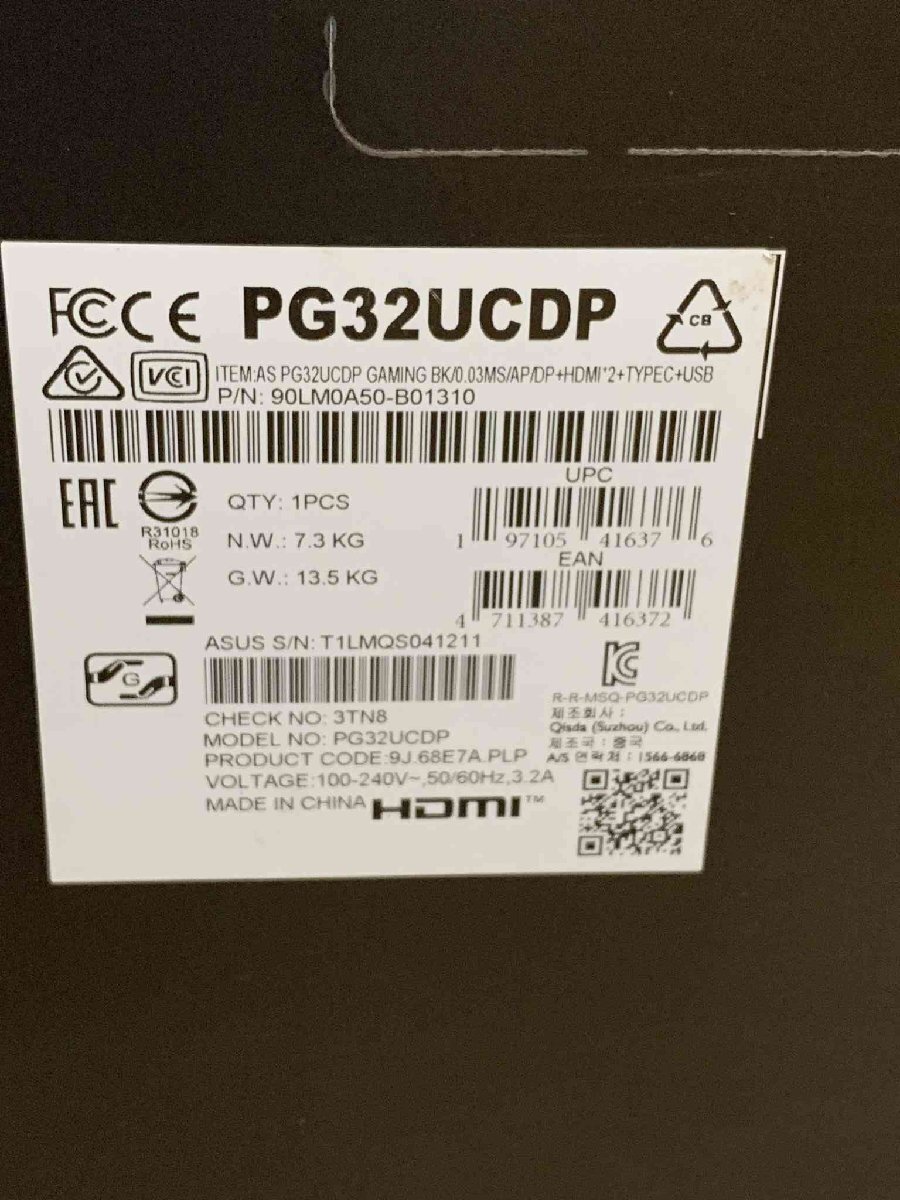 FC CE PG32UCDP CB
VCCI ITEM:AS PG32UCDP GAMING BK/0.03MS/AP/DP+HDMI*2+TYPEC+USB
P/N: 90LM0A50-B01310
EAC
R31018
RoHS
QTY: 1PCS
N.W.: 7.3 KG
G.W.: 13.5 KG
UPC
1 97105 41637 6
EAN
4 711387 416372
ASUS S/N: T1LMQS041211
G
CHECK NO: 3TN8
MODEL NO: PG32UCDP
PRODUCT CODE:9J.68E7A.PLP
VOLTAGE:100-240V~,50/60Hz,3.2A
MADE IN CHINA HDMI™
KC
R-R-MSQ-PG32UCDP
제조회사 :
Qisda (Suzhou) Co., Ltd.
제조국 : 중국
A/S 연락처 : 1566-6868